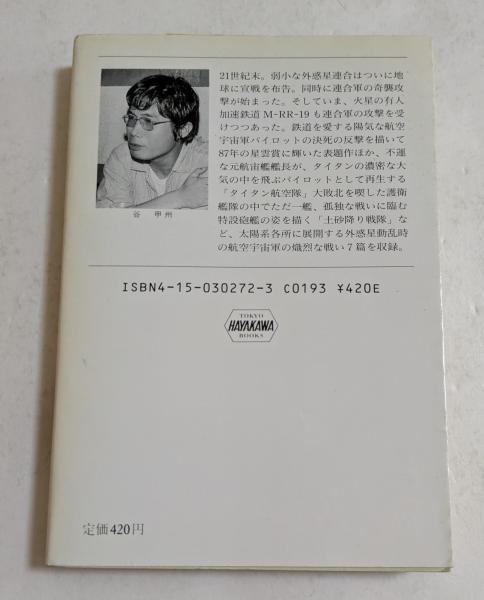 21世紀末。弱小な外惑星連合はついに地
球に宣戦を布告。同時に連合軍の奇襲攻
撃が始まった。そしていま、火星の有人
加速鉄道M-RR-19も連合軍の攻撃を受
けつつあった。鉄道を愛する陽気な航空
宇宙軍パイロットの決死の反撃を描いて
87年の星雲賞に輝いた表題作ほか、不運
な元航宙艦艦長が、タイタンの濃密な大
気の中を飛ぶパイロットとして再生する
「タイタン航空隊」大敗北を喫した護衛
艦隊の中でただ一艦、孤独な戦いに臨む
特設砲艦の姿を描く「土砂降り戦隊」な
ど、太陽系各所に展開する外惑星動乱時
の航空宇宙軍の熾烈な戦い7篇を収録。
谷 甲州
ISBN4-15-030272-3 C0193 ¥420E
TOKYO
HAYAKAWA
BOOKS
定価420円